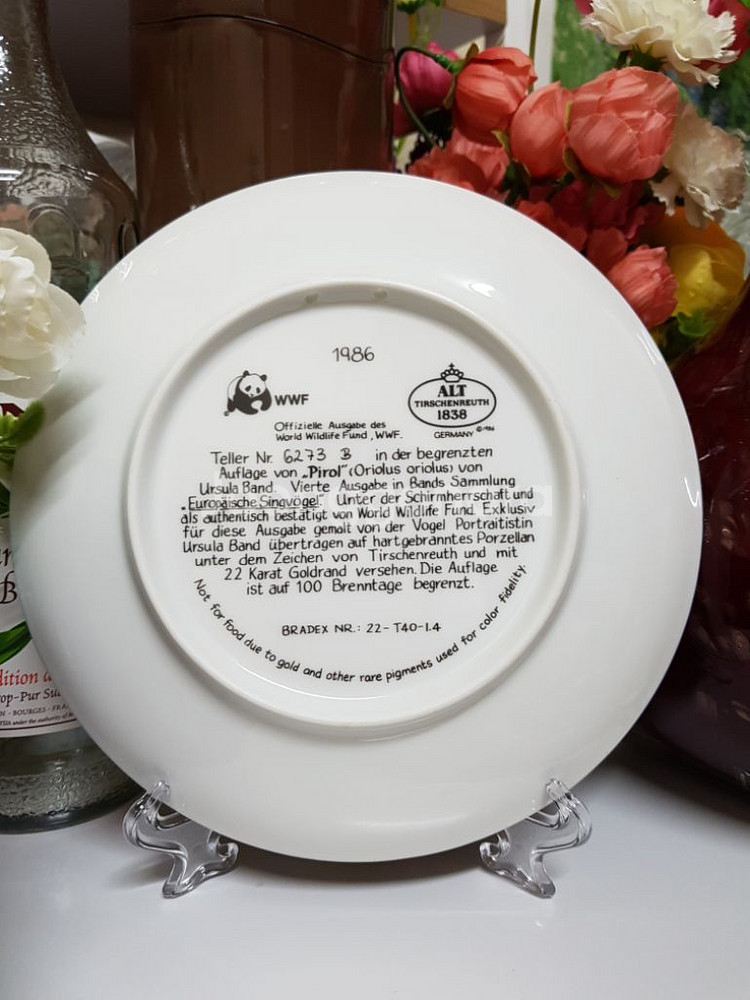 1986
WWF
ALT
TIRSCHENREUTH
1838
GERMANY © 1986
Offizielle Ausgabe des
World Wildlife Fund, WWF.
Teller Nr. 6273 B in der begrenzten
Auflage von „Pirol" (Oriolus oriolus) von
Ursula Band. Vierte Ausgabe in Bands Sammlung
„Europäische Singvögel". Unter der Schirmherrschaft und
als authentisch bestätigt von World Wildlife Fund. Exklusiv
für diese Ausgabe gemalt von der Vogel Portraitistin
Ursula Band übertragen auf hartgebranntes Porzellan
unter dem Zeichen von Tirschenreuth und mit
22 Karat Goldrand versehen. Die Auflage
ist auf 100 Brenntage begrenzt.
BRADEX NR.: 22-T40-1.4
Not for food due to gold and other rare pigments used for color fidelity.
dition
op-Pur
BOURGES